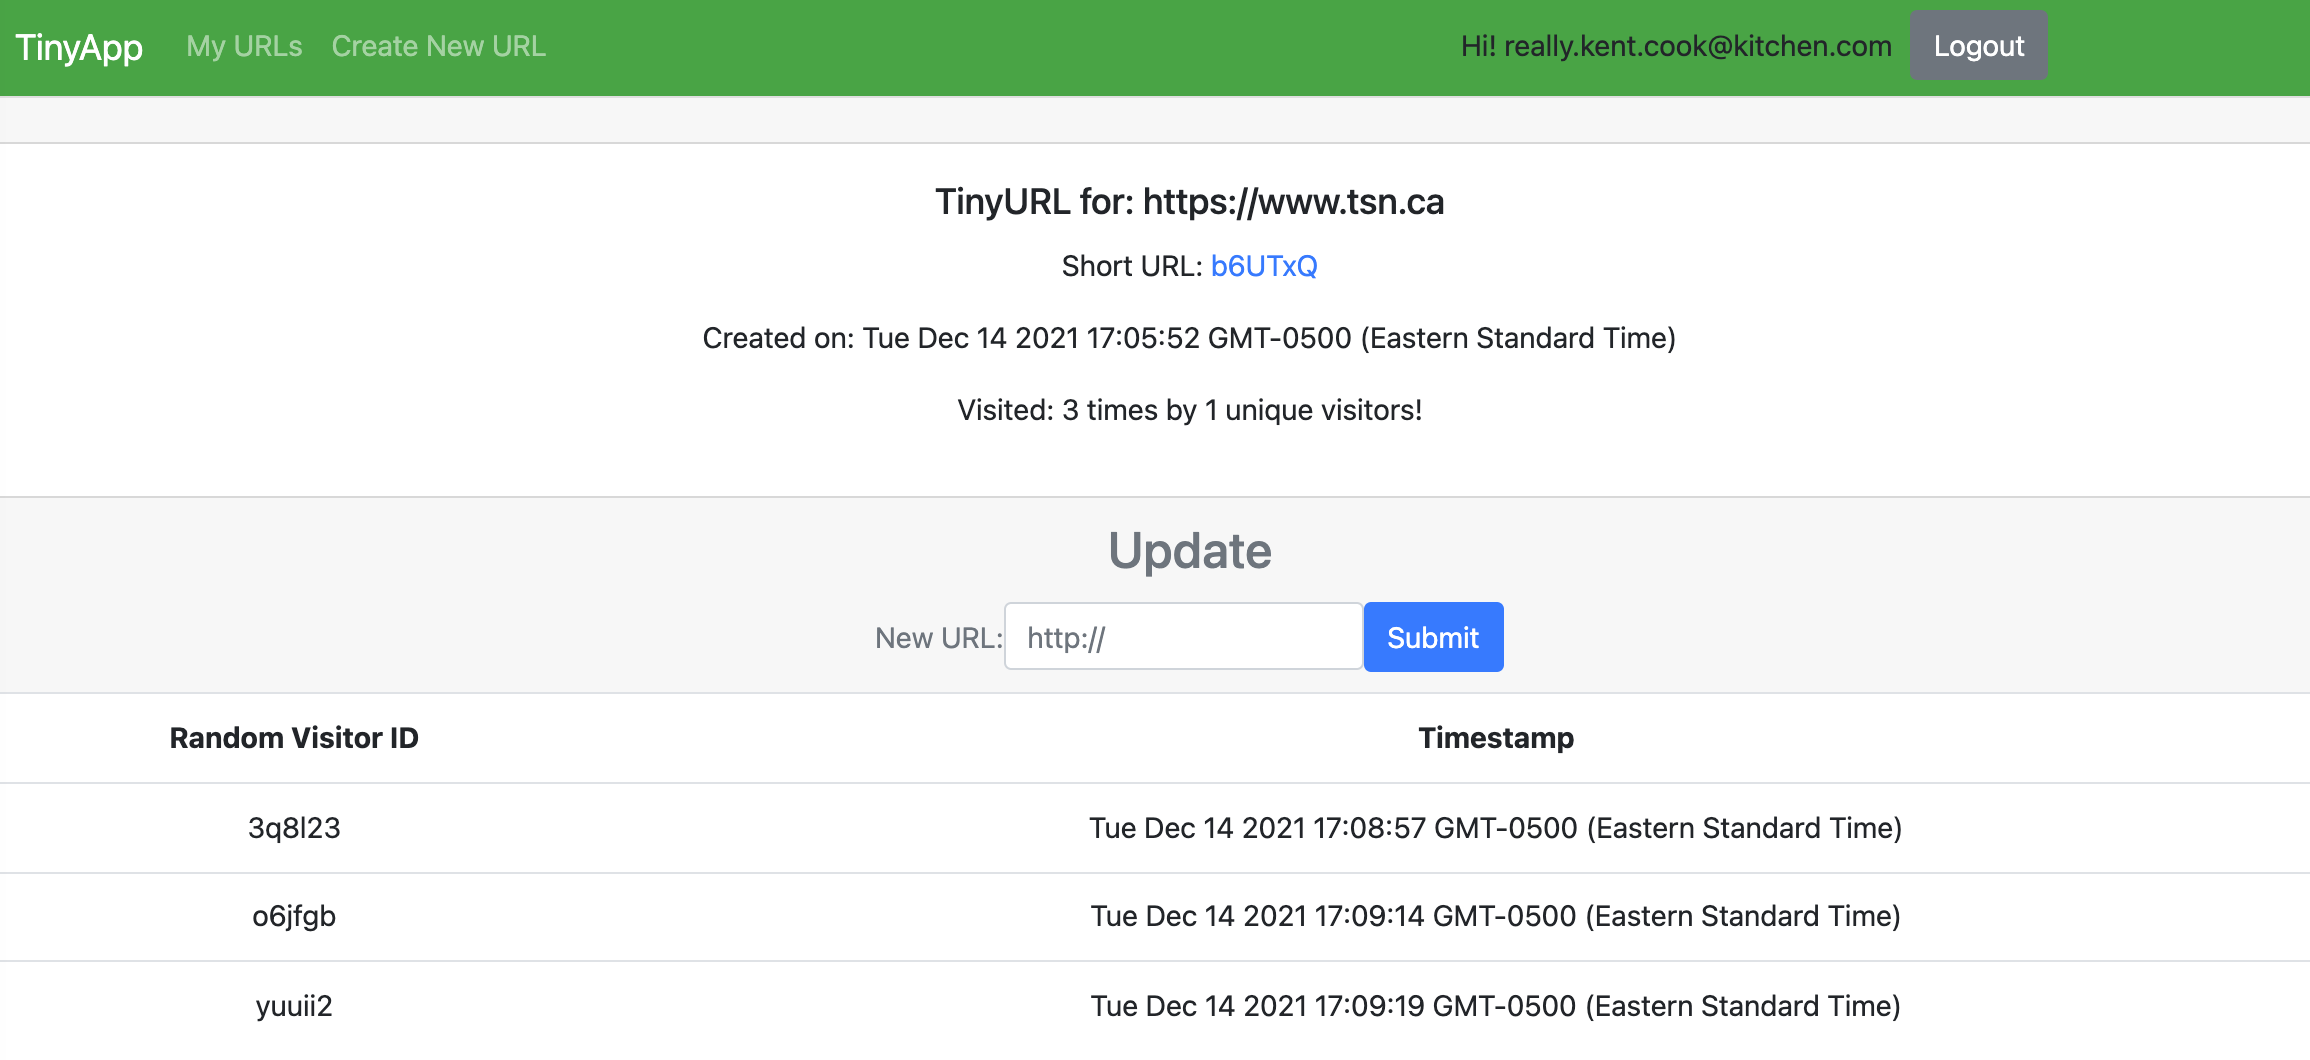 TinyApp My URLs Create New URL Hi! really.kent.cook@kitchen.com Logout
TinyURL for: https://www.tsn.ca
Short URL: b6UTxQ
Created on: Tue Dec 14 2021 17:05:52 GMT-0500 (Eastern Standard Time)
Visited: 3 times by 1 unique visitors!
Update
New URL: http:// Submit
Random Visitor ID Timestamp
3q8l23 Tue Dec 14 2021 17:08:57 GMT-0500 (Eastern Standard Time)
o6jfgb Tue Dec 14 2021 17:09:14 GMT-0500 (Eastern Standard Time)
yuuii2 Tue Dec 14 2021 17:09:19 GMT-0500 (Eastern Standard Time)